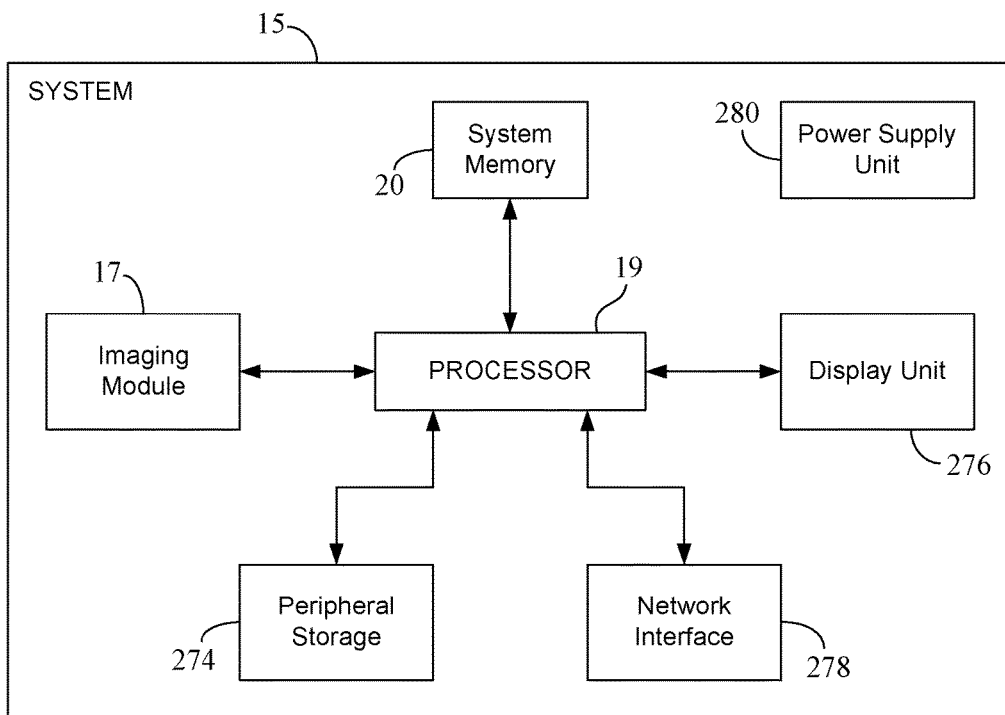 15
SYSTEM
System
Memory
20
280
Power Supply
Unit
17
Imaging
Module
19
PROCESSOR
Display Unit
276
Peripheral
Storage
274
Network
Interface
278